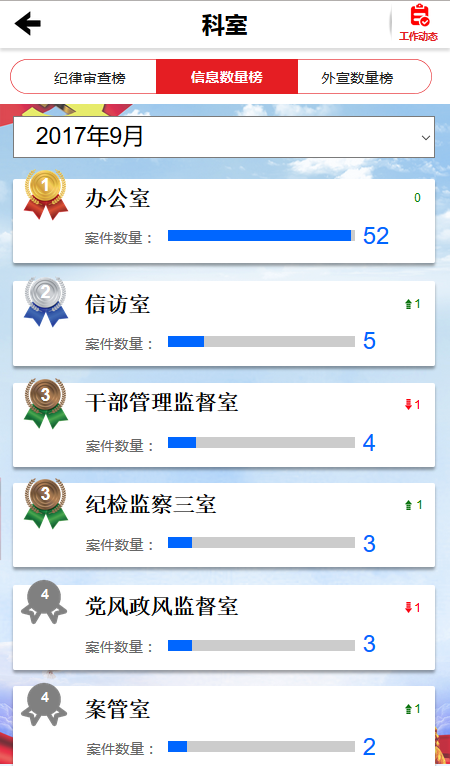 科室
工作动态
纪律审查榜 信息数量榜 外宣数量榜
2017年9月
1
办公室 0
案件数量： 52
2
信访室 1
案件数量： 5
3
干部管理监督室 1
案件数量： 4
3
纪检监察三室 1
案件数量： 3
4
党风政风监督室 1
案件数量： 3
4
案管室 1
案件数量： 2